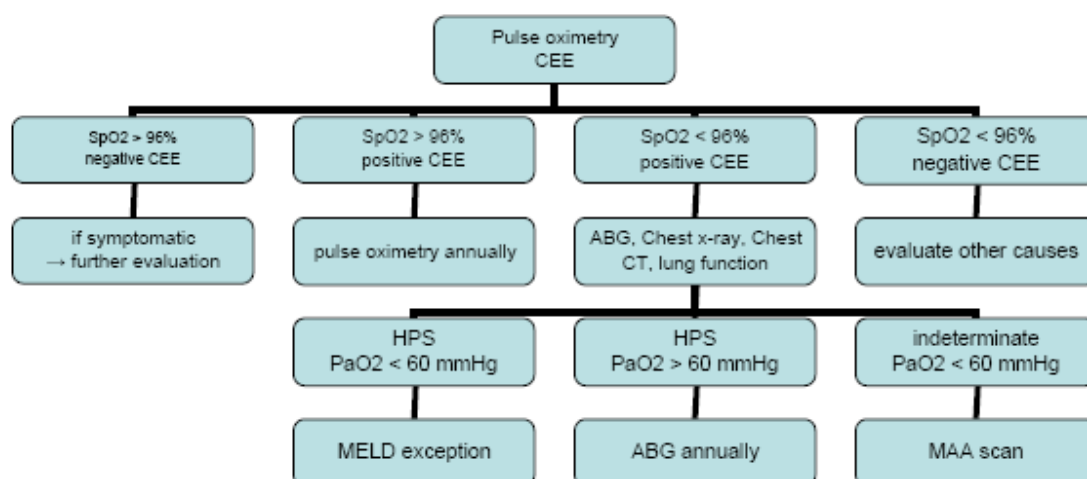 Pulse oximetry
CEE
SpO2 > 96%
negative CEE
SpO2 > 96%
positive CEE
SpO2 < 96%
positive CEE
SpO2 < 96%
negative CEE
if symptomatic
→ further evaluation
pulse oximetry annually
ABG, Chest x-ray, Chest
CT, lung function
evaluate other causes
HPS
PaO2 < 60 mmHg
HPS
PaO2 > 60 mmHg
indeterminate
PaO2 < 60 mmHg
MELD exception
ABG annually
MAA scan